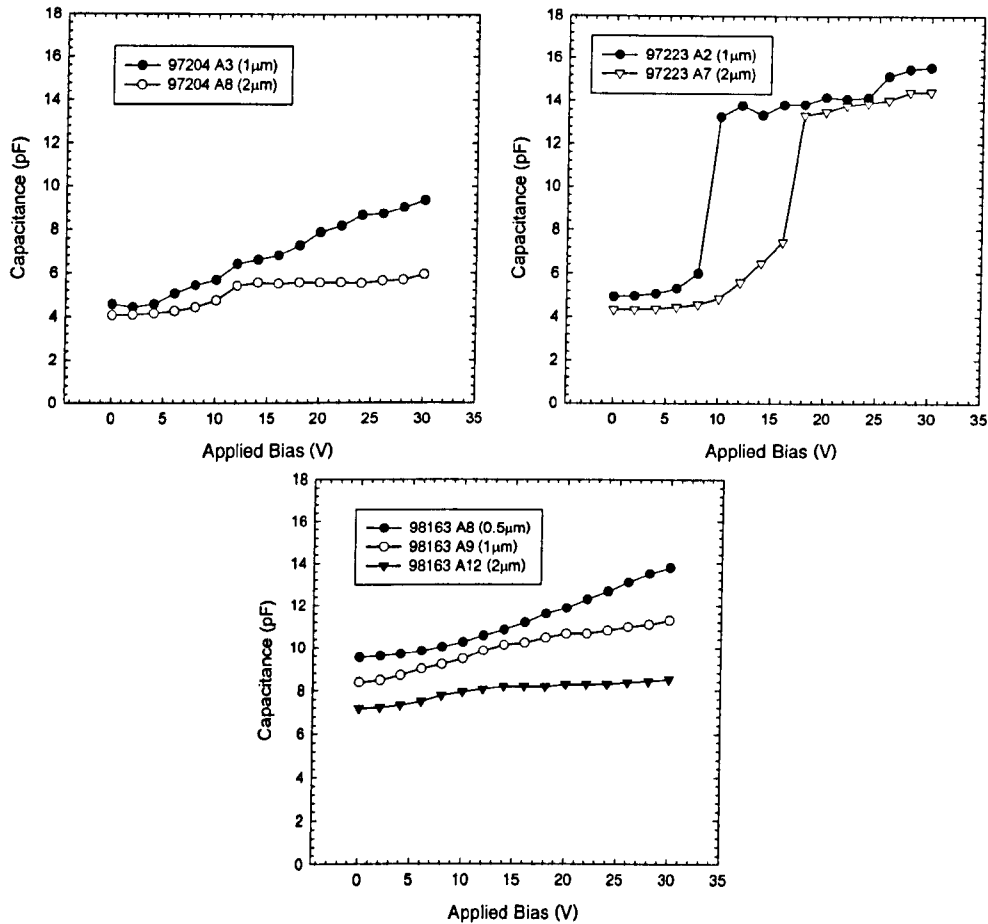 18
16
14
12
10
8
6
4
2
0
Capacitance (pF)
97204 A3 (1μm)
97204 A8 (2μm)
0 5 10 15 20 25 30 35
Applied Bias (V)
18
16
14
12
10
8
6
4
2
0
Capacitance (pF)
97223 A2 (1μm)
97223 A7 (2μm)
0 5 10 15 20 25 30 35
Applied Bias (V)
18
16
14
12
10
8
6
4
2
0
Capacitance (pF)
98163 A8 (0.5μm)
98163 A9 (1μm)
98163 A12 (2μm)
0 5 10 15 20 25 30 35
Applied Bias (V)